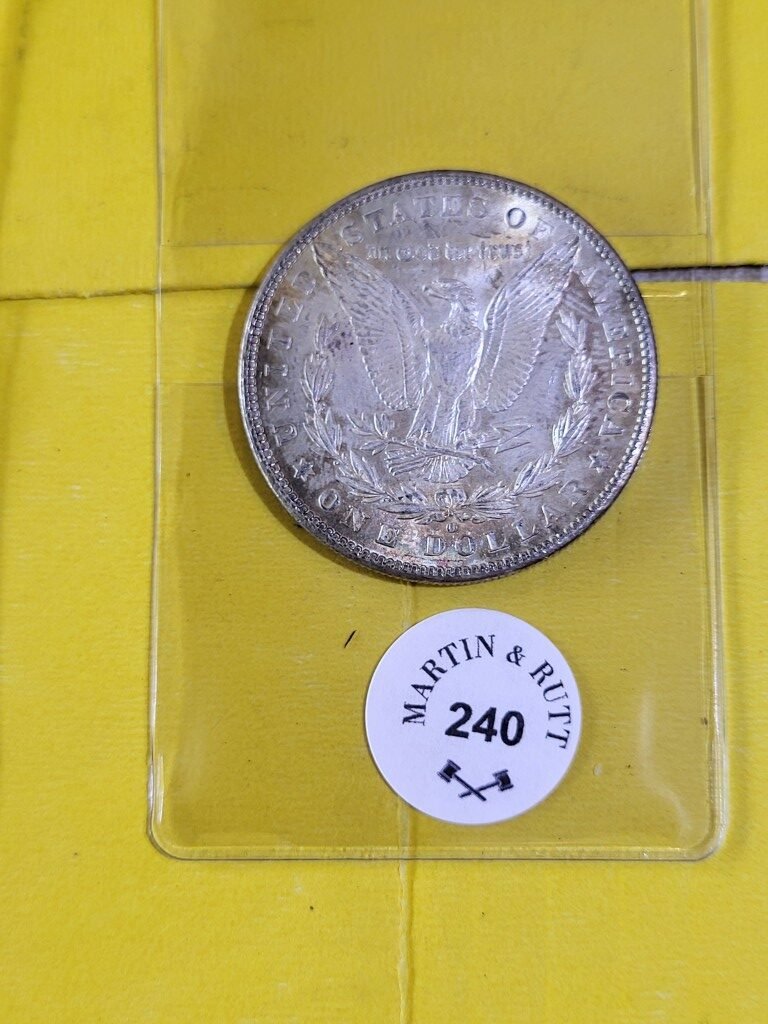 UNITED STATES OF AMERICA
In God we trust
ONE DOLLAR
O
MARTIN & RUTT
240